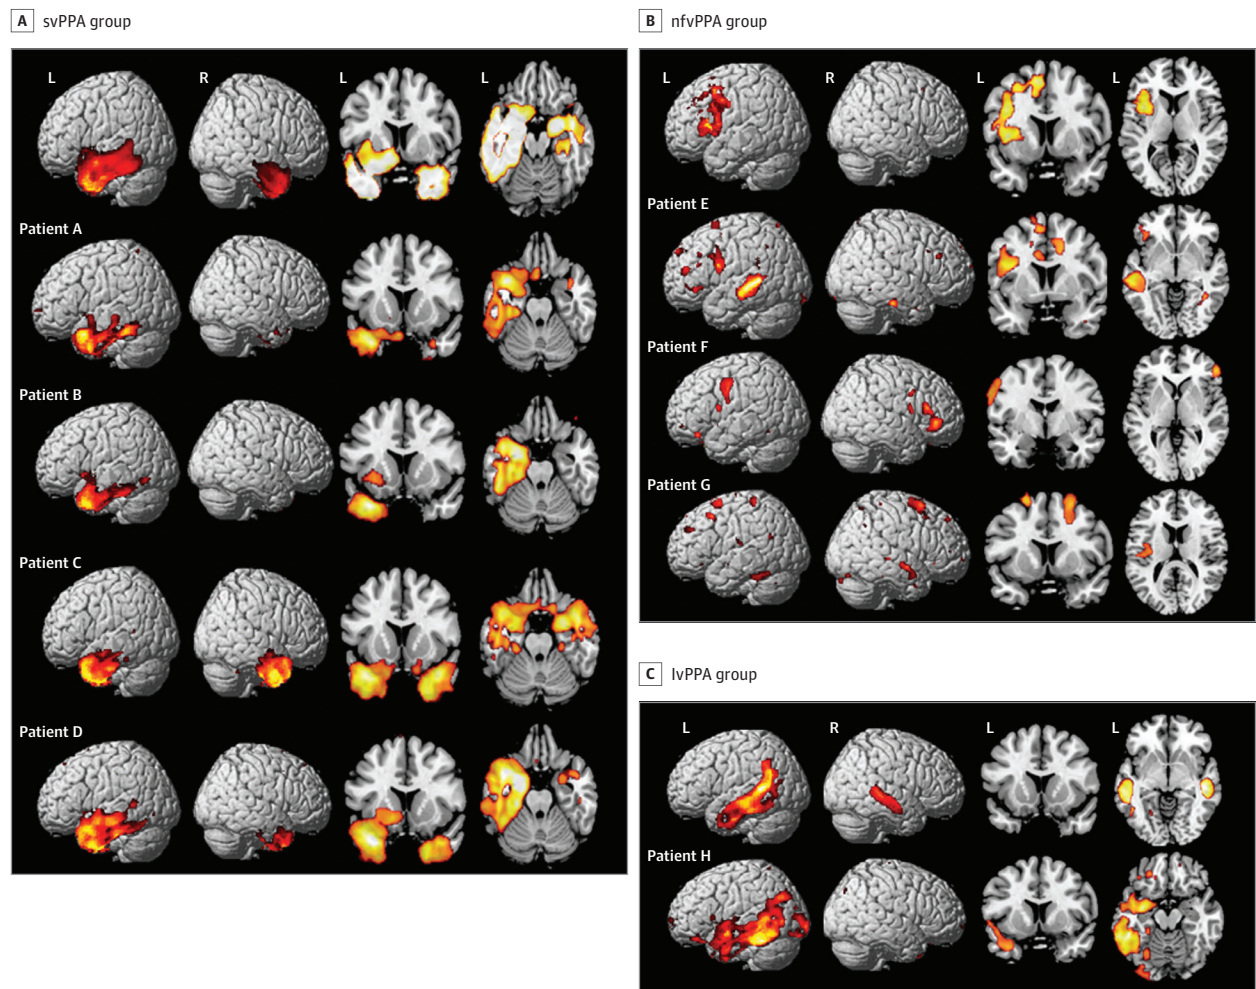 A svPPA group
L R L L
Patient A
Patient B
Patient C
Patient D
B nfvPPA group
L R L L
Patient E
Patient F
Patient G
C lvPPA group
L R L L
Patient H